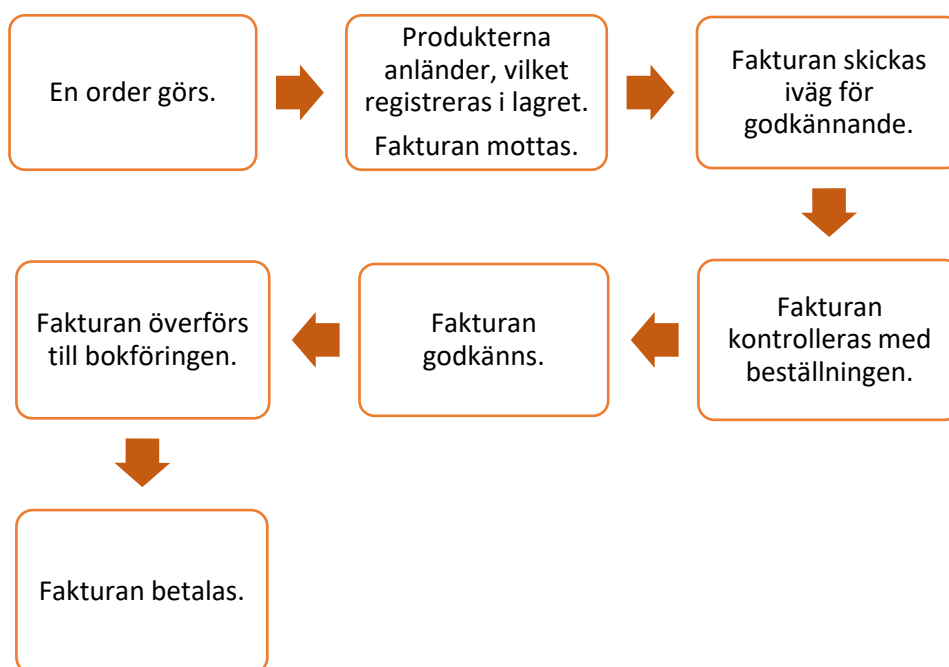 En order görs.
Produkterna
anländer, vilket
registreras i lagret.
Fakturan mottas.
Fakturan skickas
iväg för
godkännande.
Fakturan
kontrolleras med
beställningen.
Fakturan
godkänns.
Fakturan överförs
till bokföringen.
Fakturan betalas.